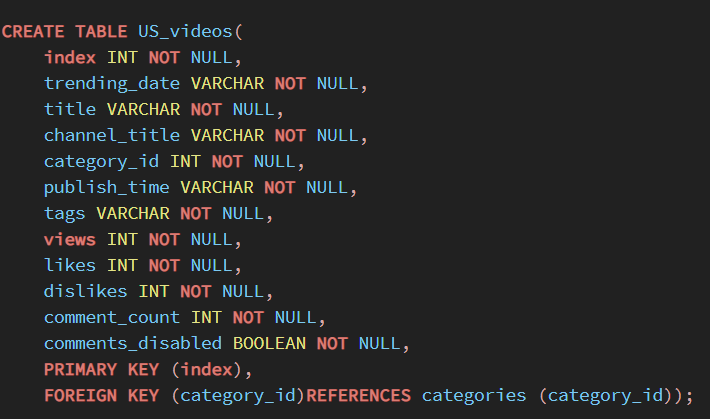 CREATE TABLE US_videos(
index INT NOT NULL,
trending_date VARCHAR NOT NULL,
title VARCHAR NOT NULL,
channel_title VARCHAR NOT NULL,
category_id INT NOT NULL,
publish_time VARCHAR NOT NULL,
tags VARCHAR NOT NULL,
views INT NOT NULL,
likes INT NOT NULL,
dislikes INT NOT NULL,
comment_count INT NOT NULL,
comments_disabled BOOLEAN NOT NULL,
PRIMARY KEY (index),
FOREIGN KEY (category_id)REFERENCES categories (category_id));